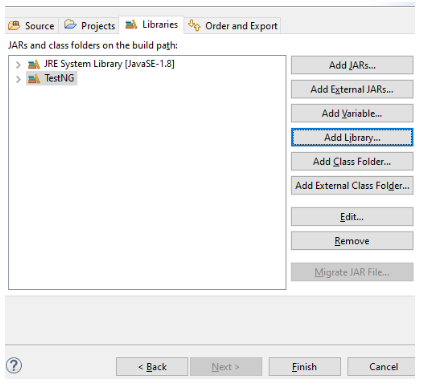 Source Projects Libraries Order and Export
JARs and class folders on the build path:
JRE System Library [JavaSE-1.8]
TestNG
Add JARs...
Add External JARs...
Add Variable...
Add Library...
Add Class Folder...
Add External Class Folder...
Edit...
Remove
Migrate JAR File...
? < Back Next > Finish Cancel